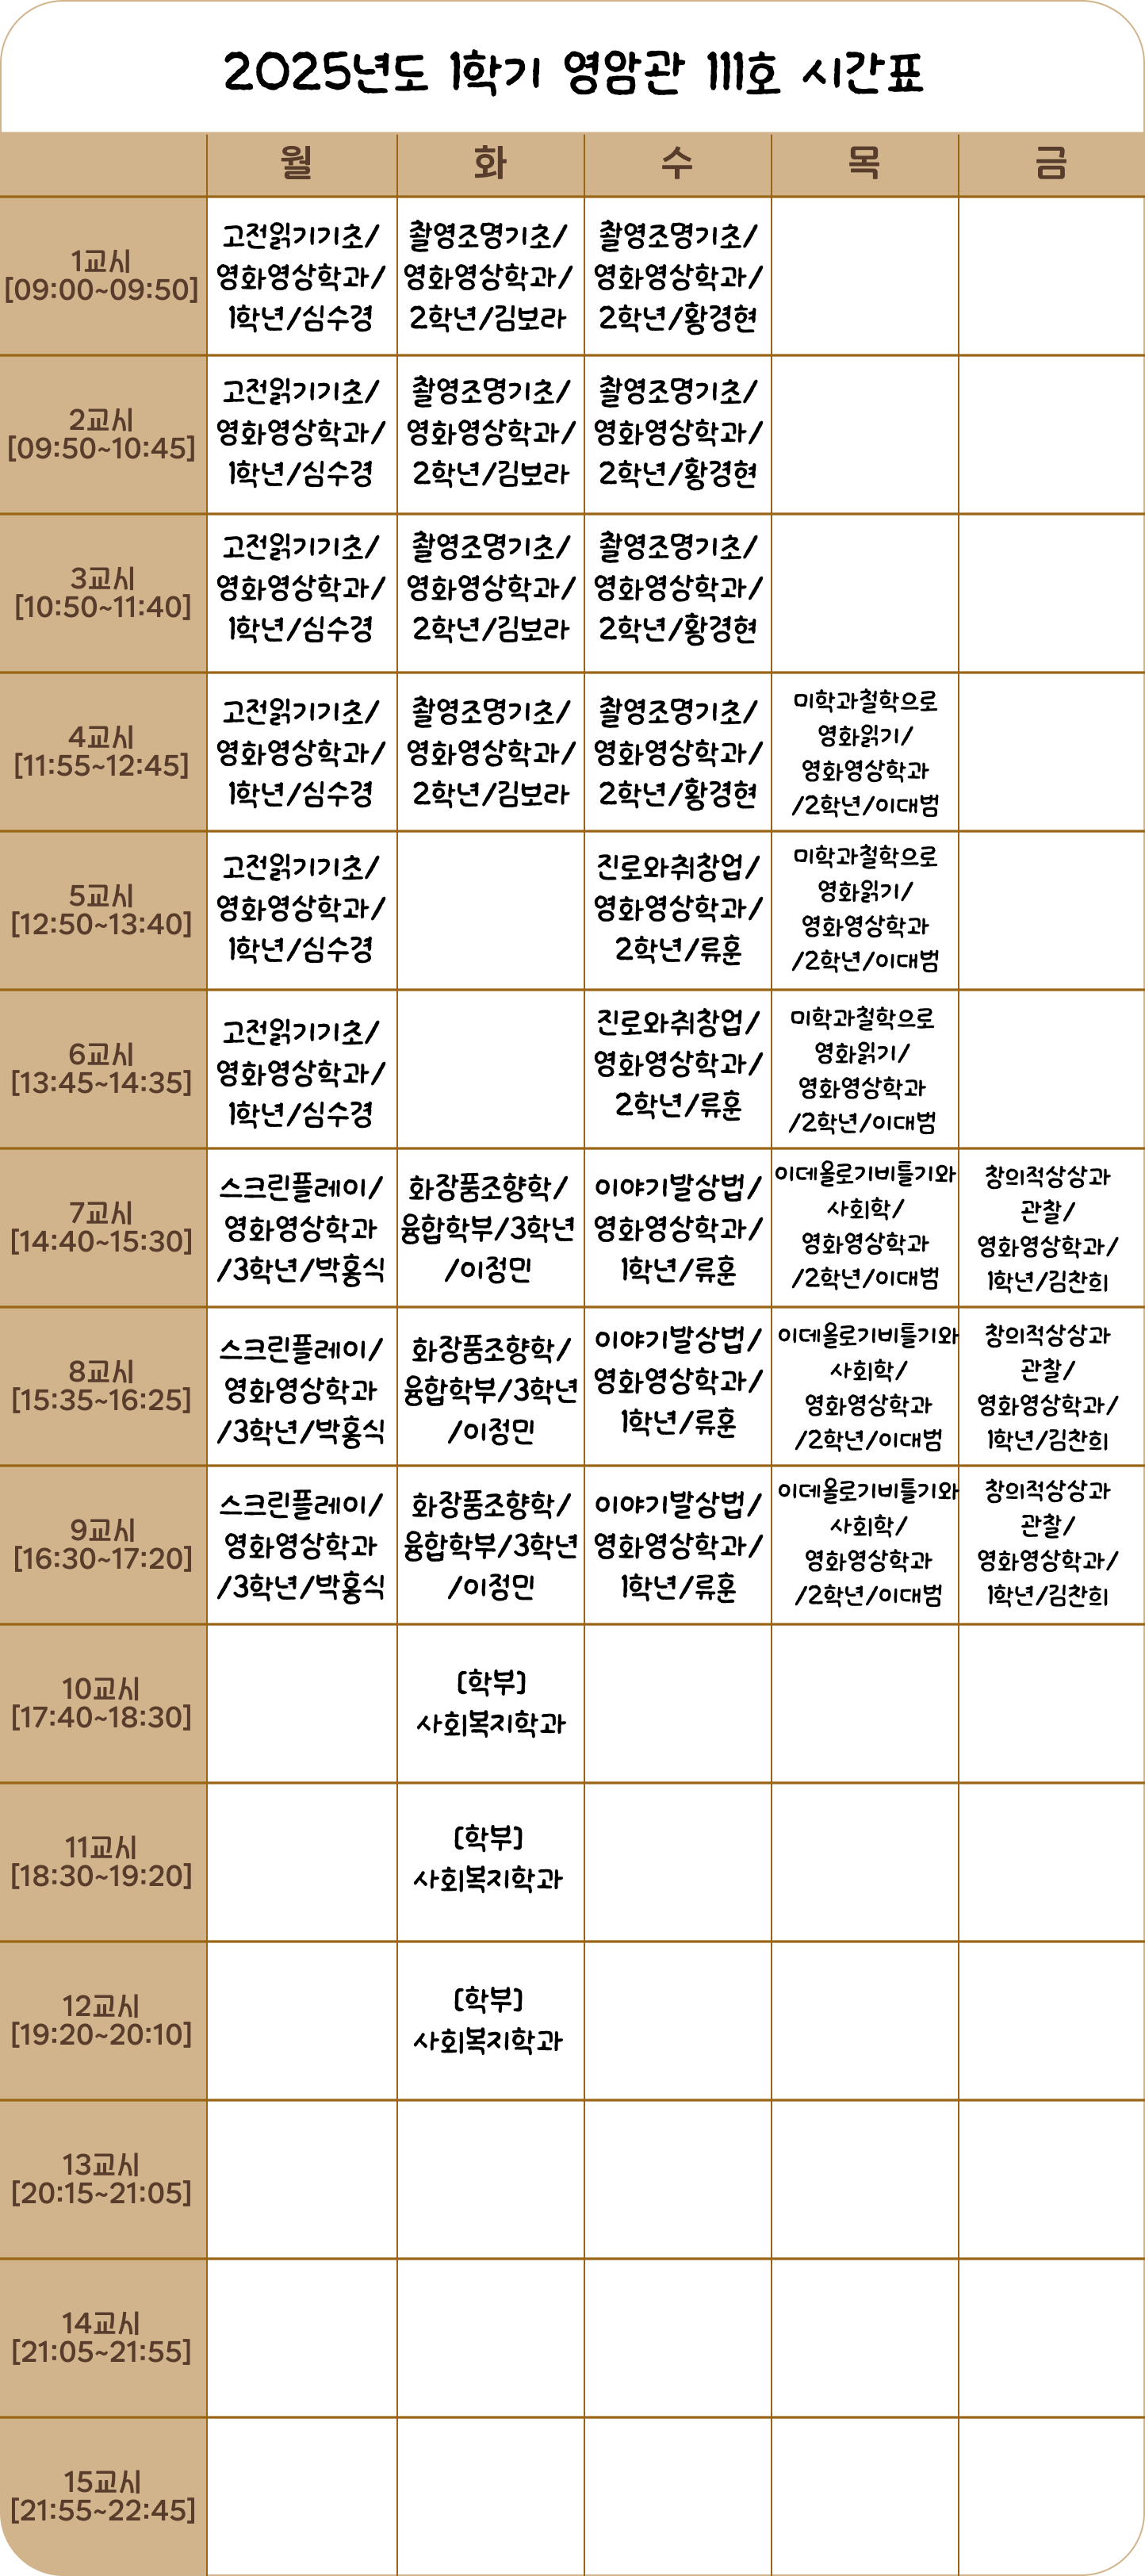 2025년도 1학기 영암관 111호 시간표
월 화 수 목 금
1교시
[09:00~09:50]
고전읽기기초/
영화영상학과/
1학년/심수경
촬영조명기초/
영화영상학과/
2학년/김보라
촬영조명기초/
영화영상학과/
2학년/황경현
2교시
[09:50~10:45]
고전읽기기초/
영화영상학과/
1학년/심수경
촬영조명기초/
영화영상학과/
2학년/김보라
촬영조명기초/
영화영상학과/
2학년/황경현
3교시
[10:50~11:40]
고전읽기기초/
영화영상학과/
1학년/심수경
촬영조명기초/
영화영상학과/
2학년/김보라
촬영조명기초/
영화영상학과/
2학년/황경현
4교시
[11:55~12:45]
고전읽기기초/
영화영상학과/
1학년/심수경
촬영조명기초/
영화영상학과/
2학년/김보라
촬영조명기초/
영화영상학과/
2학년/황경현
미학과철학으로
영화읽기/
영화영상학과
/2학년/이대범
5교시
[12:50~13:40]
고전읽기기초/
영화영상학과/
1학년/심수경
진로와취창업/
영화영상학과/
2학년/류훈
미학과철학으로
영화읽기/
영화영상학과
/2학년/이대범
6교시
[13:45~14:35]
고전읽기기초/
영화영상학과/
1학년/심수경
진로와취창업/
영화영상학과/
2학년/류훈
미학과철학으로
영화읽기/
영화영상학과
/2학년/이대범
7교시
[14:40~15:30]
스크린플레이/
영화영상학과
/3학년/박홍식
화장품조향학/
융합학부/3학년
/이정민
이야기발상법/
영화영상학과/
1학년/류훈
이데올로기비틀기와
사회학/
영화영상학과
/2학년/이대범
창의적상상과
관찰/
영화영상학과/
1학년/김찬희
8교시
[15:35~16:25]
스크린플레이/
영화영상학과
/3학년/박홍식
화장품조향학/
융합학부/3학년
/이정민
이야기발상법/
영화영상학과/
1학년/류훈
이데올로기비틀기와
사회학/
영화영상학과
/2학년/이대범
창의적상상과
관찰/
영화영상학과/
1학년/김찬희
9교시
[16:30~17:20]
스크린플레이/
영화영상학과
/3학년/박홍식
화장품조향학/
융합학부/3학년
/이정민
이야기발상법/
영화영상학과/
1학년/류훈
이데올로기비틀기와
사회학/
영화영상학과
/2학년/이대범
창의적상상과
관찰/
영화영상학과/
1학년/김찬희
10교시
[17:40~18:30]
[학부]
사회복지학과
11교시
[18:30~19:20]
[학부]
사회복지학과
12교시
[19:20~20:10]
[학부]
사회복지학과
13교시
[20:15~21:05]
14교시
[21:05~21:55]
15교시
[21:55~22:45]